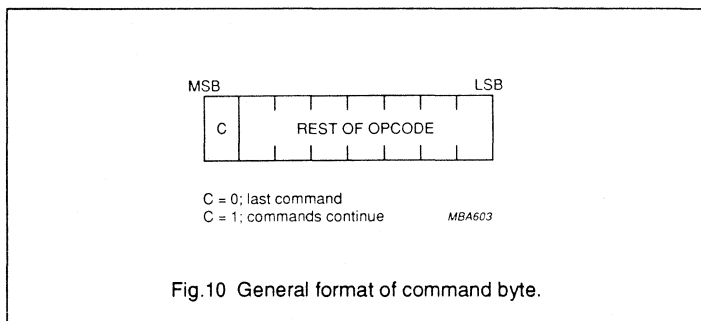 MSB LSB
C REST OF OPCODE
C = 0; last command
C = 1; commands continue MBA603
Fig.10 General format of command byte.